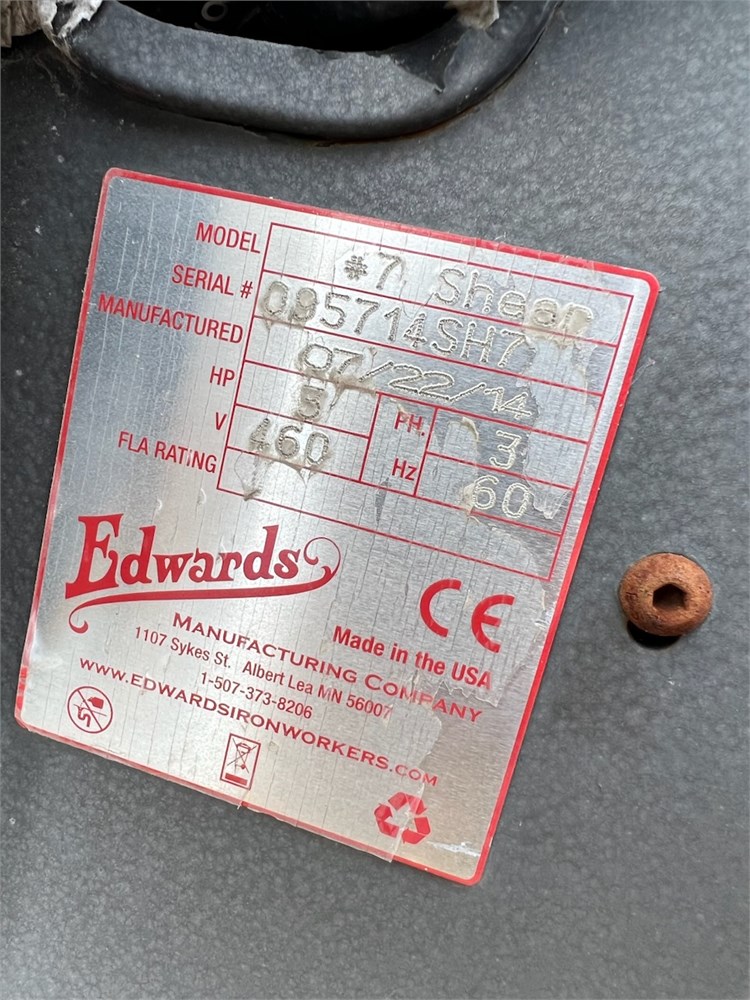 MODEL #7 Shear
SERIAL # 095714SH7
MANUFACTURED 07/22/14
HP 5 PH. 3
V 460 Hz 60
FLA RATING
Edwards
CE
MANUFACTURING COMPANY
Made in the USA
1107 Sykes St. Albert Lea MN 56007
1-507-373-8206
WWW.EDWARDSIRONWORKERS.COM